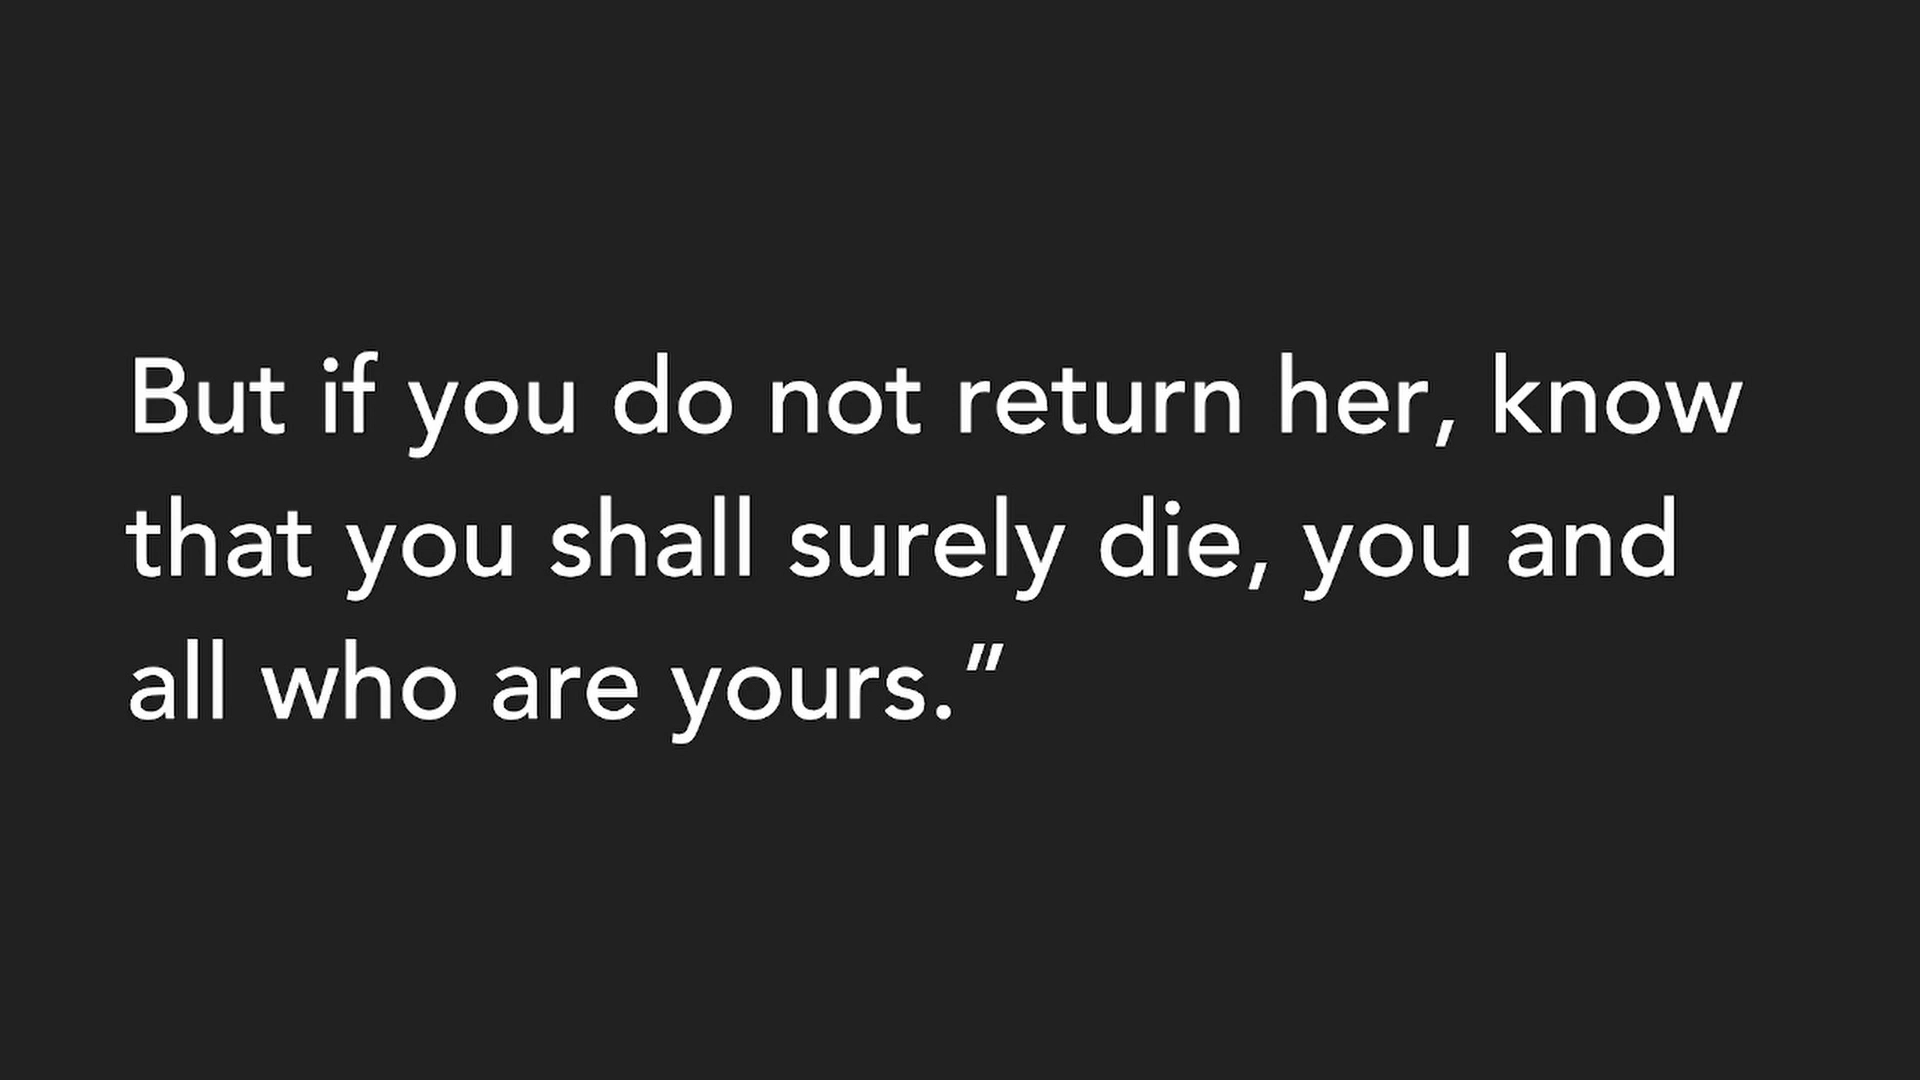 But if you do not return her, know
that you shall surely die, you and
all who are yours.”